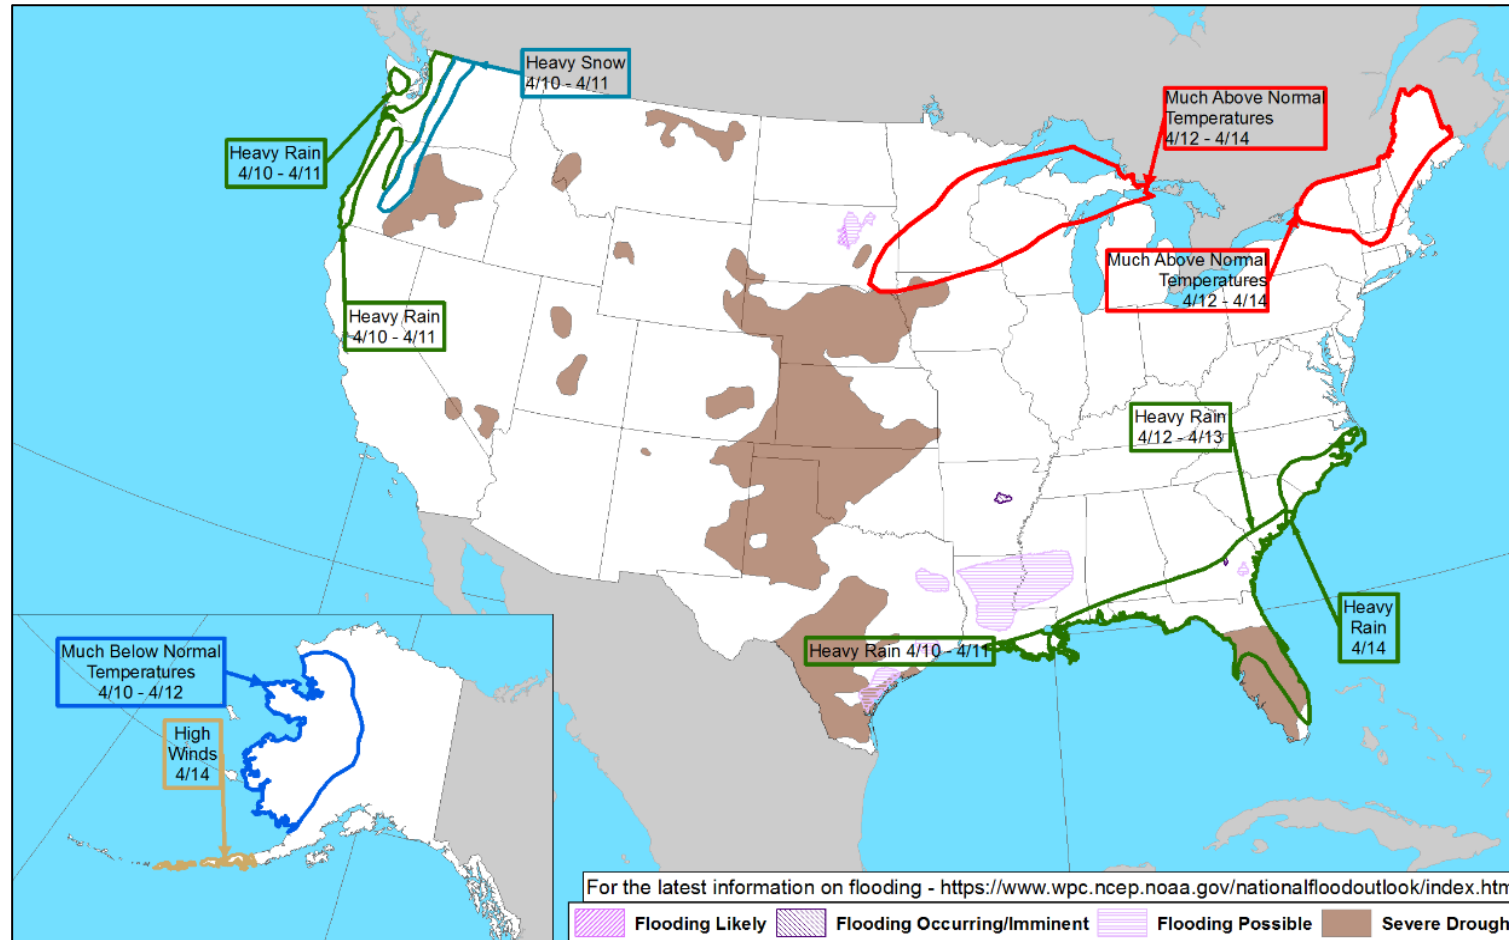 Heavy Snow
4/10 - 4/11
Heavy Rain
4/10 - 4/11
Heavy Rain
4/10 - 4/11
Much Above Normal
Temperatures
4/12 - 4/14
Much Above Normal
Temperatures
4/12 - 4/14
Heavy Rain
4/12 - 4/13
Heavy
Rain
4/14
Heavy Rain 4/10 - 4/11
Much Below Normal
Temperatures
4/10 - 4/12
High
Winds
4/14
For the latest information on flooding - https://www.wpc.ncep.noaa.gov/nationalfloodoutlook/index.htm
Flooding Likely
Flooding Occurring/Imminent
Flooding Possible
Severe Drough